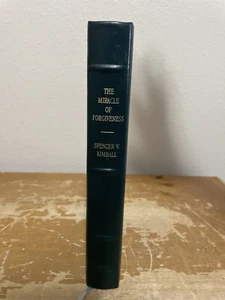 THE
MIRACLE
OF
FORGIVENESS
SPENCER W.
KIMBALL